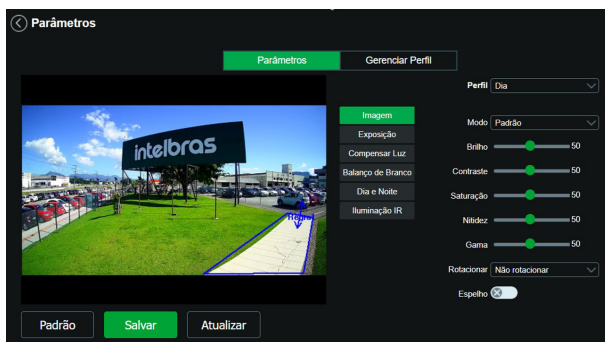 Parâmetros
Parâmetros
Gerenciar Perfil
Perfil Dia
Imagem
Exposição
Compensar Luz
Balanço de Branco
Dia e Noite
Iluminação IR
Modo Padrão
Brilho 50
Contraste 50
Saturação 50
Nitidez 50
Gama 50
Rotacionar Não rotacionar
Espelho
intelbras
Regra1
Padrão
Salvar
Atualizar